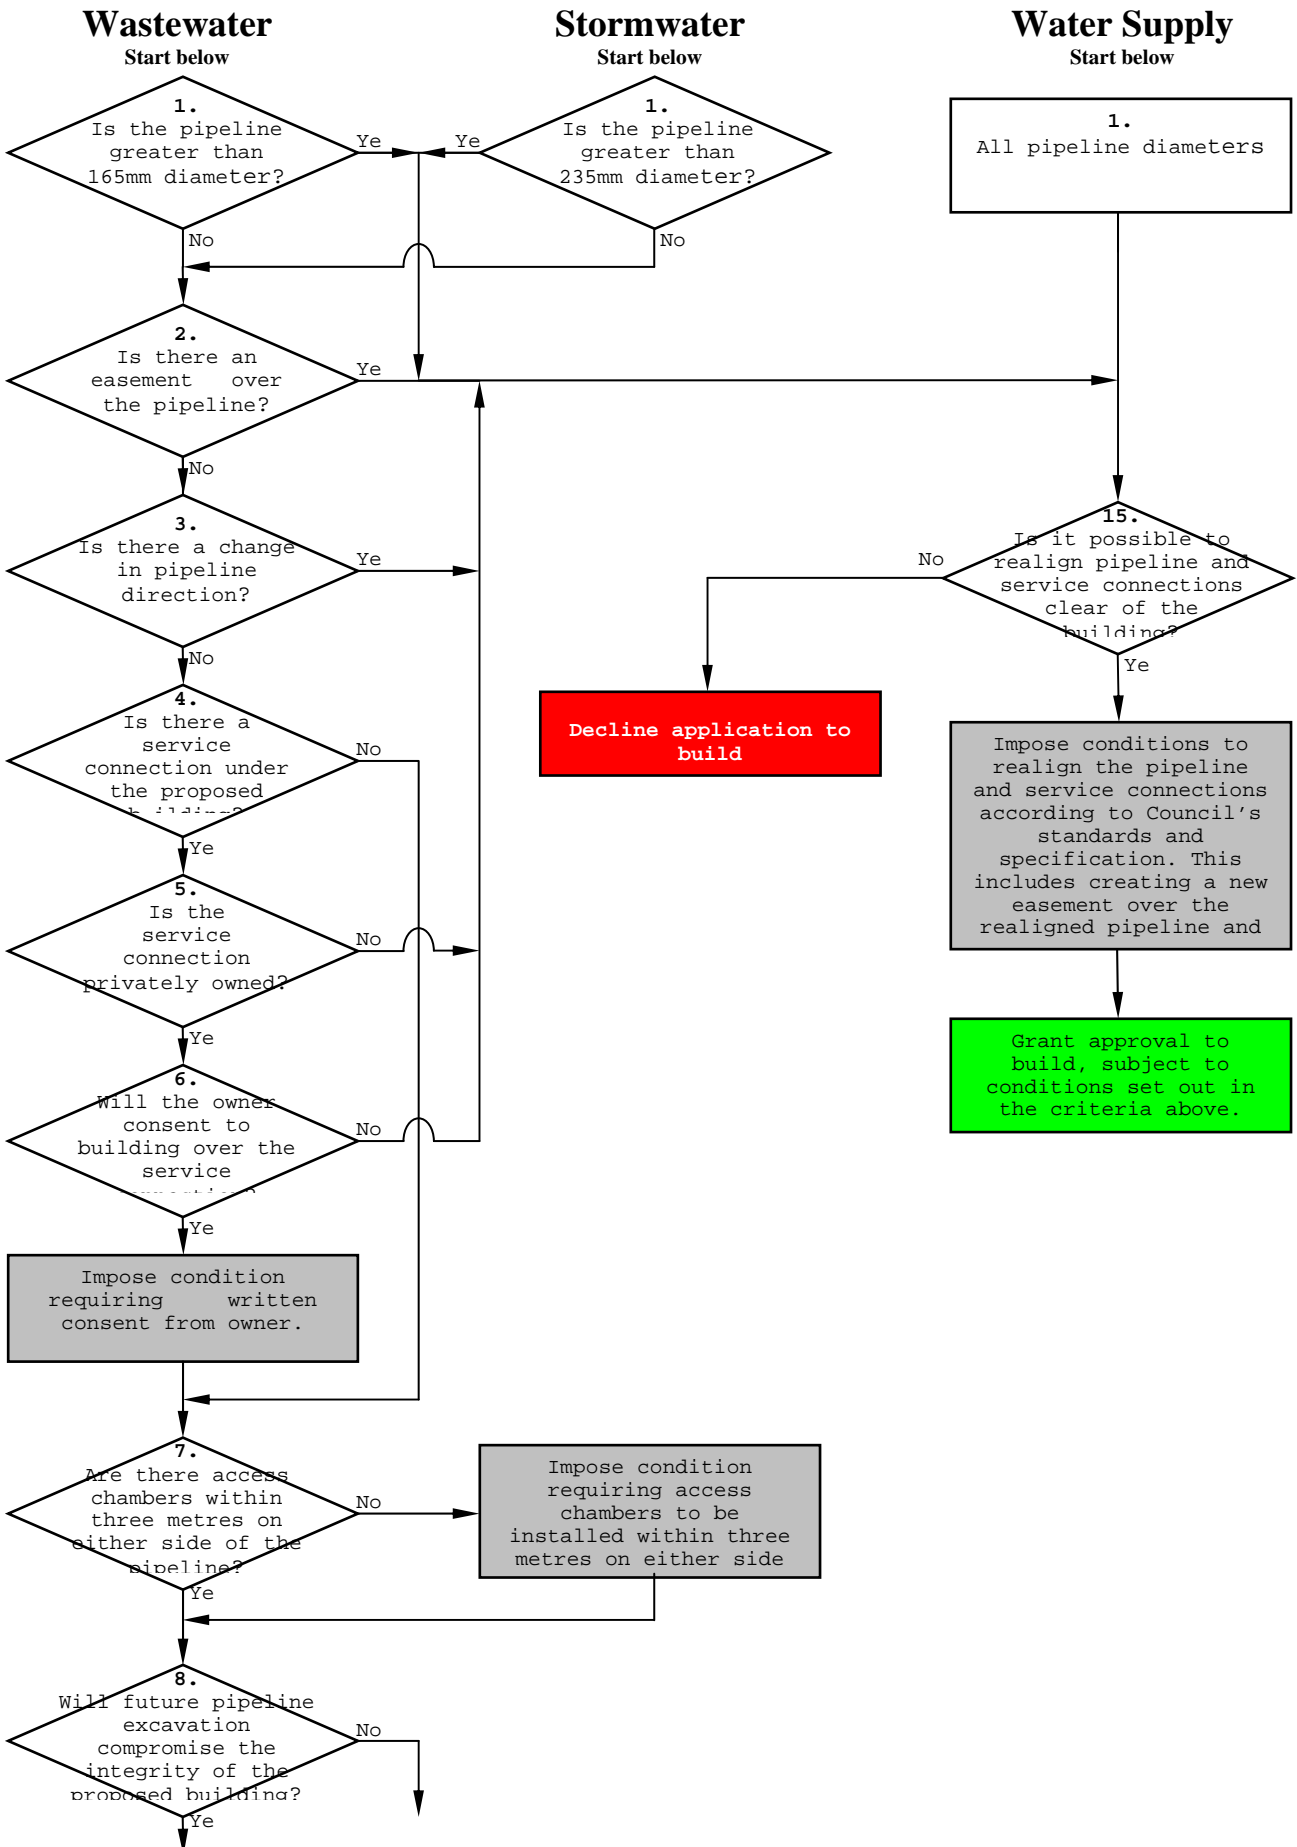 Wastewater
Start below
Stormwater
Start below
Water Supply
Start below
1.
Is the pipeline
greater than
165mm diameter?
Ye
No
1.
Is the pipeline
greater than
235mm diameter?
Ye
No
1.
All pipeline diameters
2.
Is there an
easement over
the pipeline?
Ye
No
3.
Is there a change
in pipeline
direction?
Ye
No
15.
Is it possible to
realign pipeline and
service connections
clear of the
building?
No
Ye
Decline application to
build
Impose conditions to
realign the pipeline
and service connections
according to Council's
standards and
specification. This
includes creating a new
easement over the
realigned pipeline and
Grant approval to
build, subject to
conditions set out in
the criteria above.
4.
Is there a
service
connection under
the proposed
building?
No
Ye
5.
Is the
service
connection
privately owned?
No
Ye
6.
Will the owner
consent to
building over the
service
No
Ye
Impose condition
requiring written
consent from owner.
7.
Are there access
chambers within
three metres on
either side of the
pipeline?
No
Ye
Impose condition
requiring access
chambers to be
installed within three
metres on either side
8.
Will future pipeline
excavation
compromise the
integrity of the
proposed building?
No
Ye